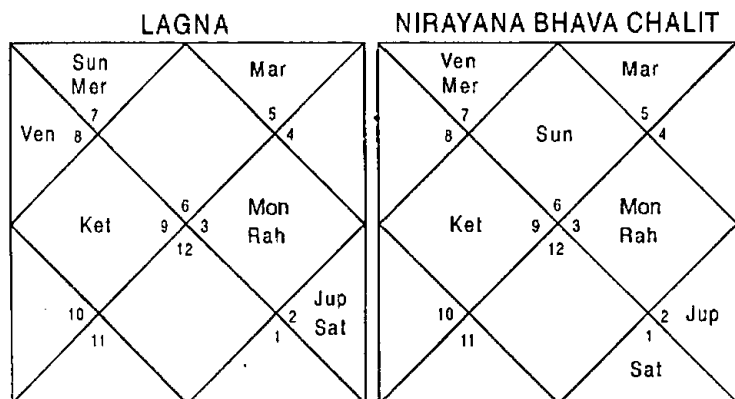 LAGNA
Sun
Mer
Mar
7
5
Ven
8
4
6
Ket
9
3
Mon
Rah
12
10
Jup
2
Sat
11
1
NIRAYANA BHAVA CHALIT
Ven
Mer
Mar
7
5
8
Sun
4
6
Ket
9
3
Mon
Rah
12
10
2
Jup
11
1
Sat